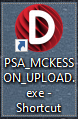 D
PSA_MCKESS
ON_UPLOAD.
exe -
Shortcut